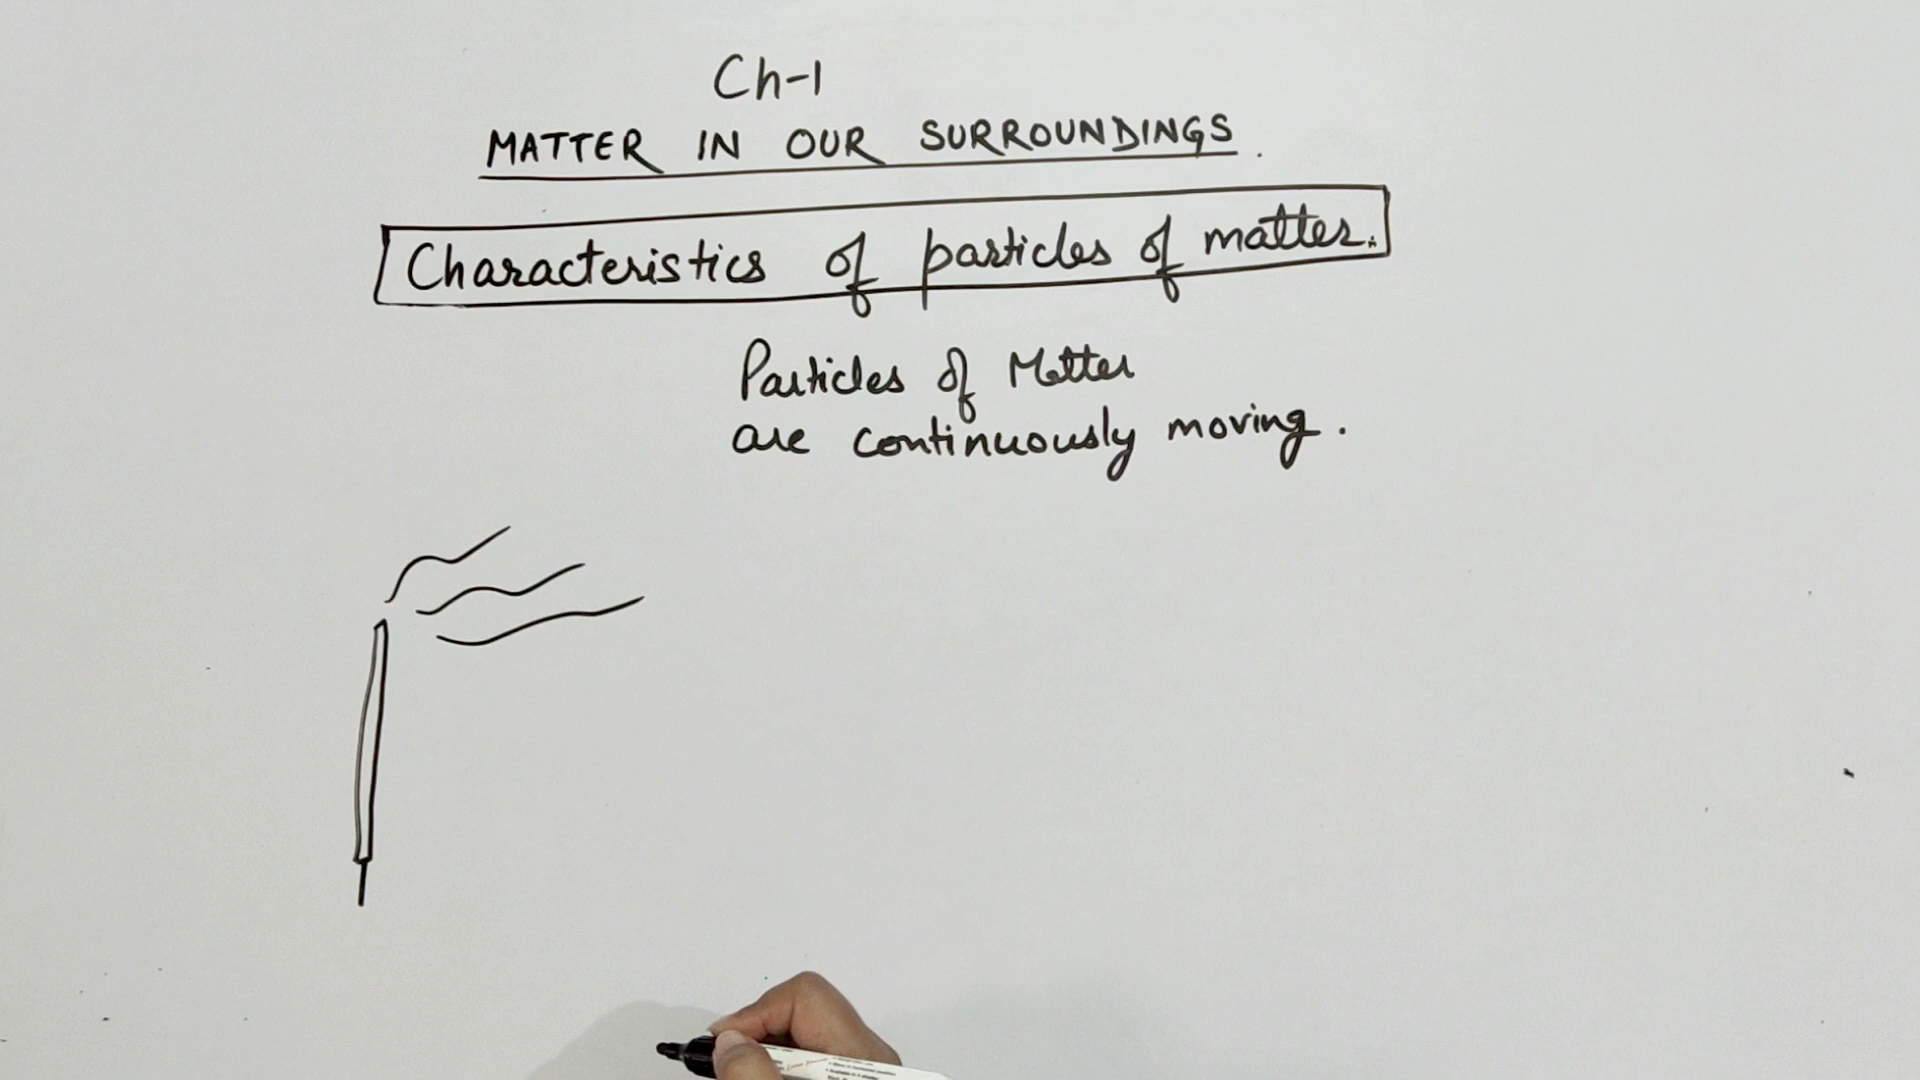 Ch-1
MATTER IN OUR SURROUNDINGS.
Characteristics of particles of matter.
Particles of Matter
are continuously moving.